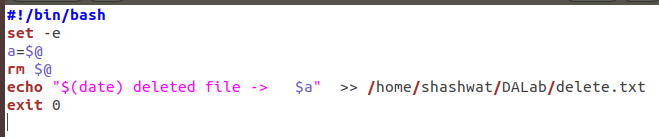 #!/bin/bash
set -e
a=$@
rm $@
echo "$(date) deleted file ->   $a"  >> /home/shashwat/DALab/delete.txt
exit 0